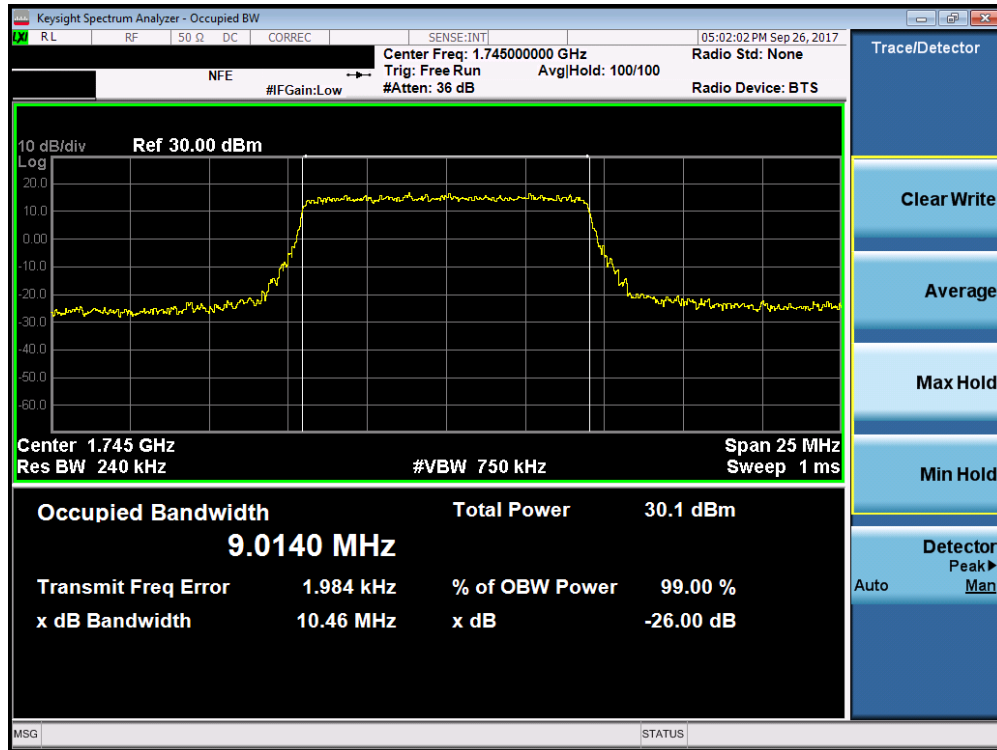 Keysight Spectrum Analyzer - Occupied BW
LXI RL RF 50 Ω DC CORREC SENSE:INT 05:02:02 PM Sep 26, 2017
Center Freq: 1.745000000 GHz Radio Std: None
NFE Trig: Free Run Avg|Hold: 100/100
#IFGain:Low #Atten: 36 dB Radio Device: BTS
Trace/Detector
10 dB/div Ref 30.00 dBm
Log
20.0
10.0
0.00
-10.0
-20.0
-30.0
-40.0
-50.0
-60.0
Center 1.745 GHz Span 25 MHz
Res BW 240 kHz #VBW 750 kHz Sweep 1 ms
Occupied Bandwidth Total Power 30.1 dBm
9.0140 MHz
Transmit Freq Error 1.984 kHz % of OBW Power 99.00 %
x dB Bandwidth 10.46 MHz x dB -26.00 dB
Clear Write
Average
Max Hold
Min Hold
Detector
Peak▶
Auto Man
MSG STATUS